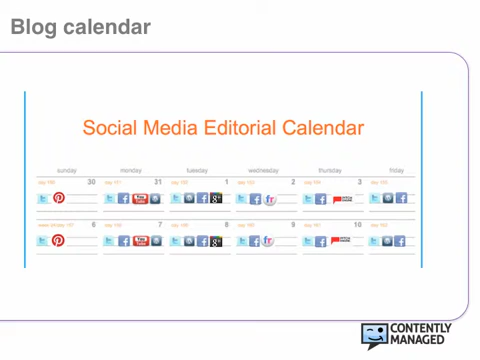 Blog calendar
Social Media Editorial Calendar
sunday monday tuesday wednesday thursday friday
30 31 1 2 3
6 7 8 9 10
CONTENTLY
MANAGED